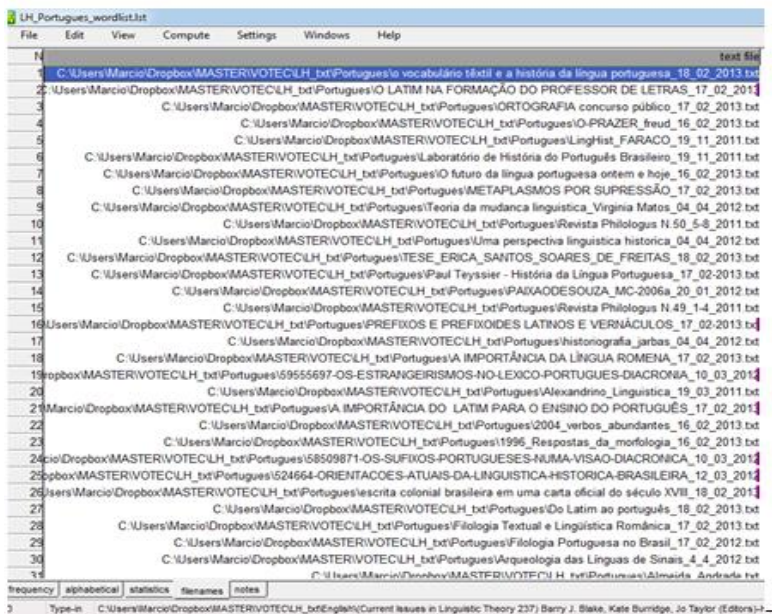 LH_Portugues_wordlist.lst
File Edit View Compute Settings Windows Help
N text file
1 C:\Users\Marcio\Dropbox\MASTER\VOTEC\LH_txt\Portugues\o vocabulário têxtil e a história da língua portuguesa_18_02_2013.txt
2 :\Users\Marcio\Dropbox\MASTER\VOTEC\LH_txt\Portugues\O LATIM NA FORMAÇÃO DO PROFESSOR DE LETRAS_17_02_2013
3 C:\Users\Marcio\Dropbox\MASTER\VOTEC\LH_txt\Portugues\ORTOGRAFIA concurso público_17_02_2013.txt
4 C:\Users\Marcio\Dropbox\MASTER\VOTEC\LH_txt\Portugues\O-PRAZER_freud_16_02_2013.txt
5 C:\Users\Marcio\Dropbox\MASTER\VOTEC\LH_txt\Portugues\LingHist_FARACO_19_11_2011.txt
6 C:\Users\Marcio\Dropbox\MASTER\VOTEC\LH_txt\Portugues\Laboratório de História do Português Brasileiro_19_11_2011.txt
7 C:\Users\Marcio\Dropbox\MASTER\VOTEC\LH_txt\Portugues\O futuro da língua portuguesa ontem e hoje_16_02_2013.txt
8 C:\Users\Marcio\Dropbox\MASTER\VOTEC\LH_txt\Portugues\METAPLASMOS POR SUPRESSÃO_17_02_2013.txt
9 C:\Users\Marcio\Dropbox\MASTER\VOTEC\LH_txt\Portugues\Teoria da mudanca linguistica_Virginia Matos_04_04_2012.txt
10 C:\Users\Marcio\Dropbox\MASTER\VOTEC\LH_txt\Portugues\Revista Philologus N.50_5-8_2011.txt
11 C:\Users\Marcio\Dropbox\MASTER\VOTEC\LH_txt\Portugues\Uma perspectiva linguistica historica_04_04_2012.txt
12 C:\Users\Marcio\Dropbox\MASTER\VOTEC\LH_txt\Portugues\TESE_ERICA_SANTOS_SOARES_DE_FREITAS_18_02_2013.txt
13 C:\Users\Marcio\Dropbox\MASTER\VOTEC\LH_txt\Portugues\Paul Teyssier - História da Língua Portuguesa_17_02-2013.txt
14 C:\Users\Marcio\Dropbox\MASTER\VOTEC\LH_txt\Portugues\PAIXAODESOUZA_MC-2006a_20_01_2012.txt
15 C:\Users\Marcio\Dropbox\MASTER\VOTEC\LH_txt\Portugues\Revista Philologus N.49_1-4_2011.txt
16 \Users\Marcio\Dropbox\MASTER\VOTEC\LH_txt\Portugues\PREFIXOS E PREFIXOIDES LATINOS E VERNÁCULOS_17_02-2013.tx
17 C:\Users\Marcio\Dropbox\MASTER\VOTEC\LH_txt\Portugues\historiografia_jarbas_04_04_2012.txt
18 C:\Users\Marcio\Dropbox\MASTER\VOTEC\LH_txt\Portugues\A IMPORTÂNCIA DA LÍNGUA ROMENA_17_02_2013.txt
19 ropbox\MASTER\VOTEC\LH_txt\Portugues\59555697-OS-ESTRANGEIRISMOS-NO-LEXICO-PORTUGUES-DIACRONIA_10_03_2012
20 C:\Users\Marcio\Dropbox\MASTER\VOTEC\LH_txt\Portugues\Alexandrino_Linguistica_19_03_2011.txt
21 \Marcio\Dropbox\MASTER\VOTEC\LH_txt\Portugues\A IMPORTÂNCIA DO LATIM PARA O ENSINO DO PORTUGUÊS_17_02_2013
22 C:\Users\Marcio\Dropbox\MASTER\VOTEC\LH_txt\Portugues\2004_verbos_abundantes_16_02_2013.txt
23 C:\Users\Marcio\Dropbox\MASTER\VOTEC\LH_txt\Portugues\1996_Respostas_da_morfologia_16_02_2013.txt
24 cio\Dropbox\MASTER\VOTEC\LH_txt\Portugues\58509871-OS-SUFIXOS-PORTUGUESES-NUMA-VISAO-DIACRONICA_10_03_2012
25 opbox\MASTER\VOTEC\LH_txt\Portugues\524664-ORIENTACOES-ATUAIS-DA-LINGUISTICA-HISTORICA-BRASILEIRA_12_03_2012
26 Users\Marcio\Dropbox\MASTER\VOTEC\LH_txt\Portugues\escrita colonial brasileira em uma carta oficial do século XVIII_18_02_2013
27 C:\Users\Marcio\Dropbox\MASTER\VOTEC\LH_txt\Portugues\Do Latim ao português_18_02_2013.txt
28 C:\Users\Marcio\Dropbox\MASTER\VOTEC\LH_txt\Portugues\Filologia Textual e Lingüística Românica_17_02_2013.txt
29 C:\Users\Marcio\Dropbox\MASTER\VOTEC\LH_txt\Portugues\Filologia Portuguesa no Brasil_17_02_2012.txt
30 C:\Users\Marcio\Dropbox\MASTER\VOTEC\LH_txt\Portugues\Arqueologia das Línguas de Sinais_4_4_2012.txt
31 C:\Users\Marcio\Dropbox\MASTER\VOTEC\LH_txt\Portugues\Almeida_Andrade.txt
frequency alphabetical statistics filenames notes
Type-in C:\Users\Marcio\Dropbox\MASTER\VOTEC\LH_txt\English\(Current Issues in Linguistic Theory 237) Barry J. Blake, Kate Burridge, Jo Taylor (Editors)-